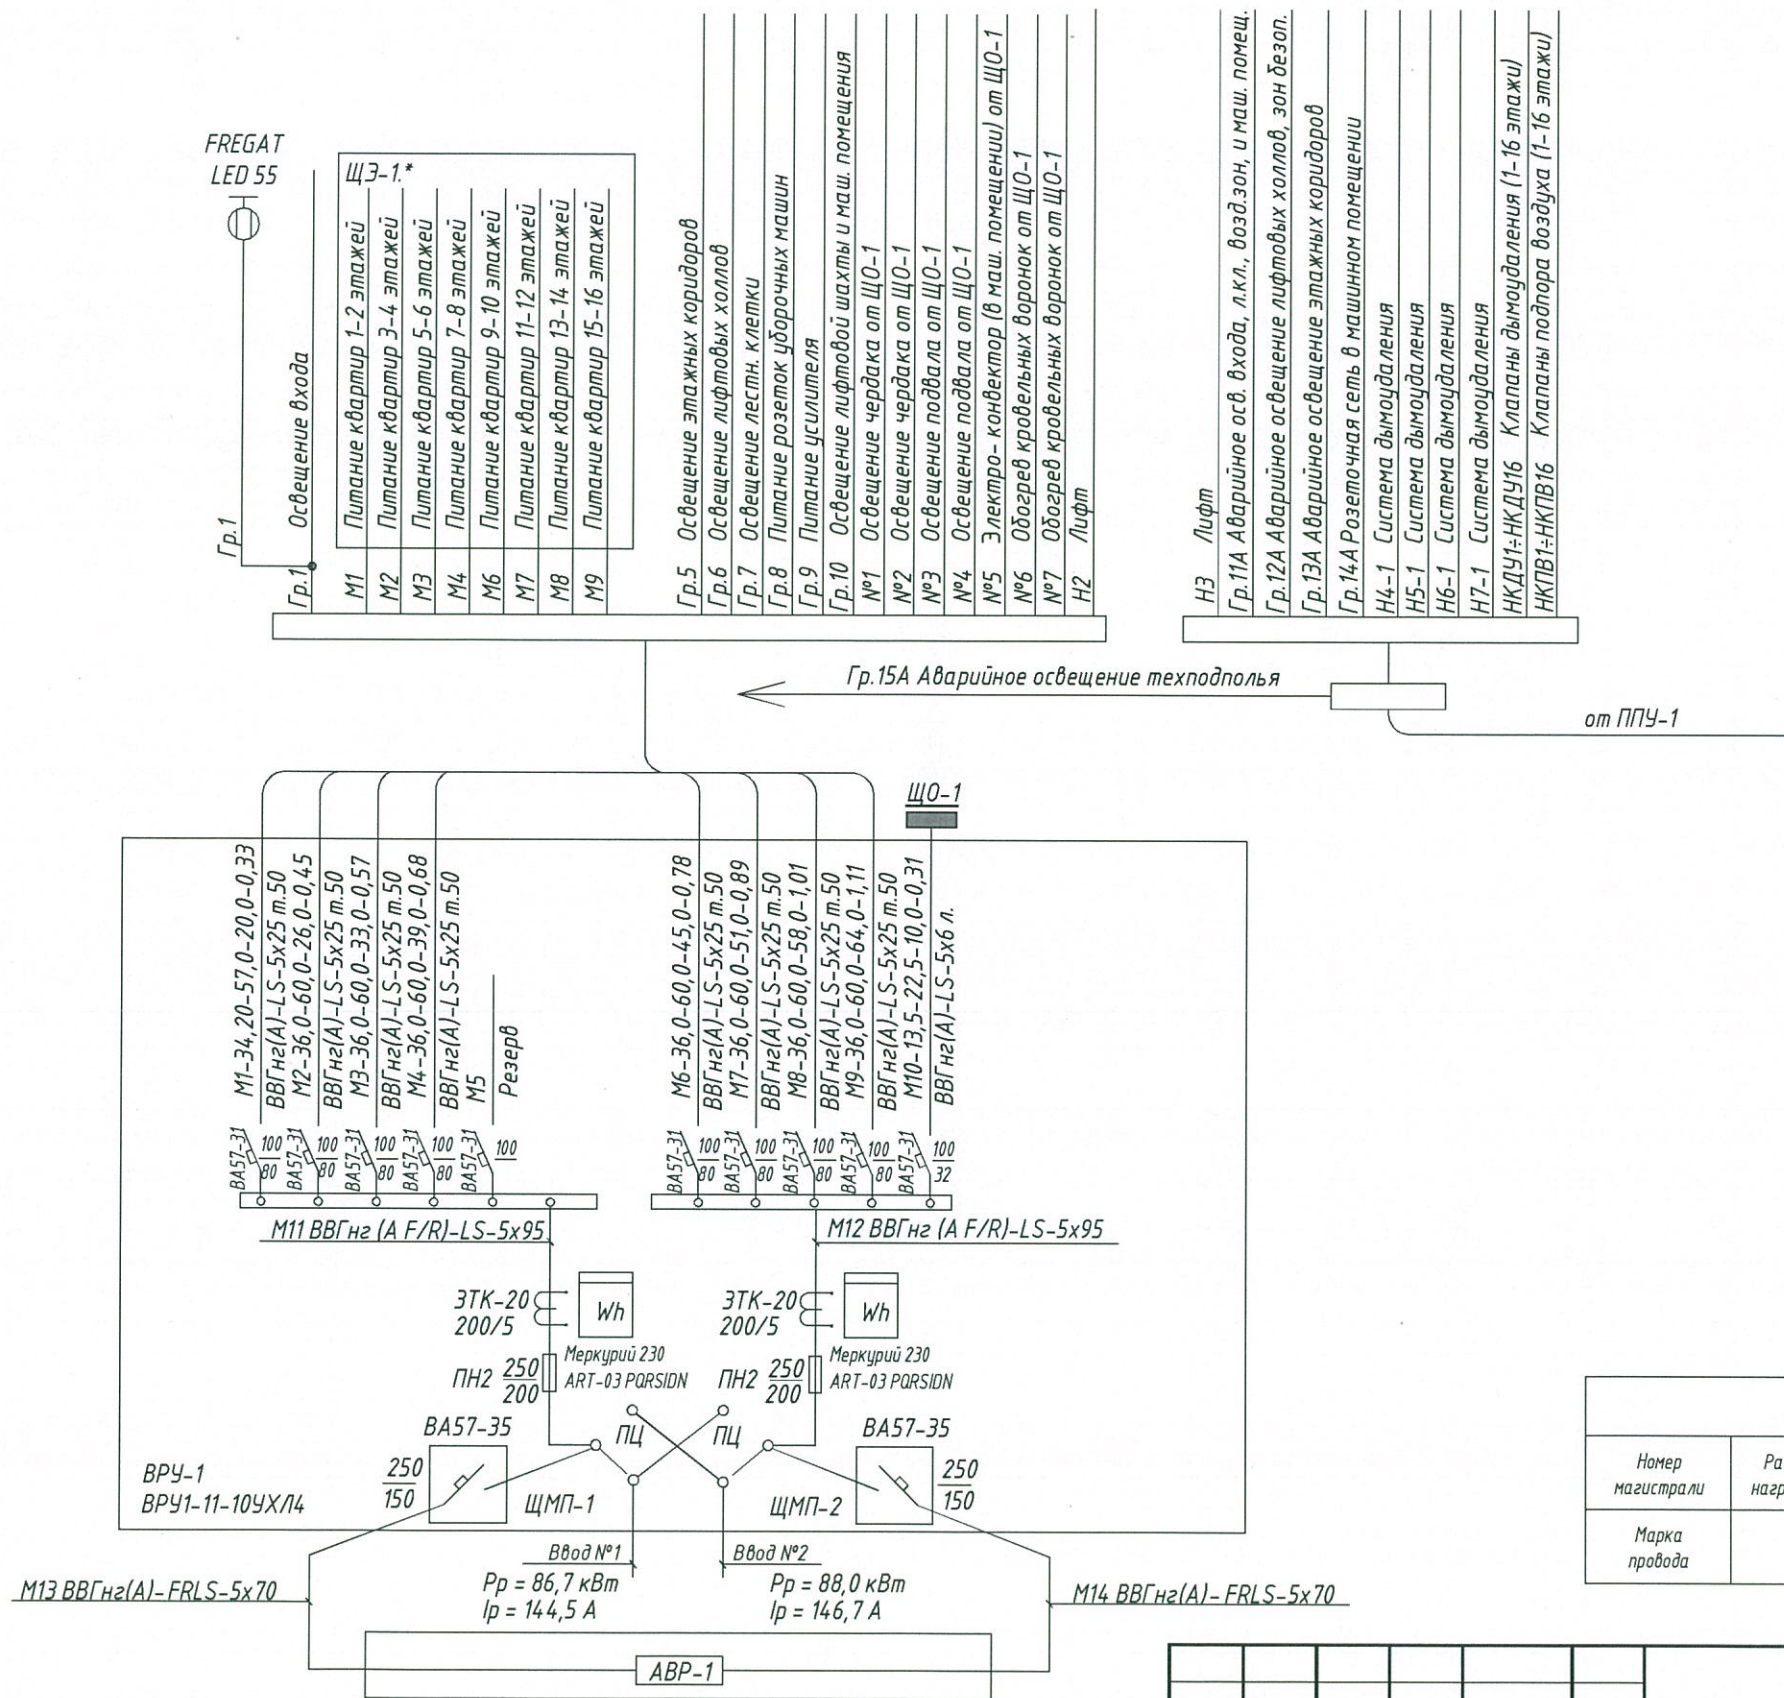 FREGAT
LED 55
Гр.1
Гр.1 Освещение входа
ЩЭ-1.*
М1 Питание квартир 1-2 этажей
М2 Питание квартир 3-4 этажей
М3 Питание квартир 5-6 этажей
М4 Питание квартир 7-8 этажей
М6 Питание квартир 9-10 этажей
М7 Питание квартир 11-12 этажей
М8 Питание квартир 13-14 этажей
М9 Питание квартир 15-16 этажей
Гр.5 Освещение этажных коридоров
Гр.6 Освещение лифтовых холлов
Гр.7 Освещение лестн. клетки
Гр.8 Питание розеток уборочных машин
Гр.9 Питание усилителя
Гр.10 Освещение лифтовой шахты и маш. помещения
№1 Освещение чердака от ЩО-1
№2 Освещение чердака от ЩО-1
№3 Освещение подвала от ЩО-1
№4 Освещение подвала от ЩО-1
№5 Электро-конвектор (в маш. помещении) от ЩО-1
№6 Обогрев кровельных воронок от ЩО-1
№7 Обогрев кровельных воронок от ЩО-1
Н2 Лифт
Н3 Лифт
Гр.11А Аварийное осв. входа, л.кл., возд.зон, и маш. помещ.
Гр.12А Аварийное освещение лифтовых холлов, зон безоп.
Гр.13А Аварийное освещение этажных коридоров
Гр.14А Розеточная сеть в машинном помещении
Н4-1 Система дымоудаления
Н5-1 Система дымоудаления
Н6-1 Система дымоудаления
Н7-1 Система дымоудаления
НКДУ1÷НКДУ16 Клапаны дымоудаления (1-16 этажи)
НКПВ1÷НКПВ16 Клапаны подпора воздуха (1-16 этажи)
Гр.15А Аварийное освещение техподполья
от ППУ-1
ЩО-1
М1-34,20-57,0-20,0-0,33
ВВГнг(А)-LS-5х25 т.50
М2-36,0-60,0-26,0-0,45
ВВГнг(А)-LS-5х25 т.50
М3-36,0-60,0-33,0-0,57
ВВГнг(А)-LS-5х25 т.50
М4-36,0-60,0-39,0-0,68
ВВГнг(А)-LS-5х25 т.50
М5
Резерв
М6-36,0-60,0-45,0-0,78
ВВГнг(А)-LS-5х25 т.50
М7-36,0-60,0-51,0-0,89
ВВГнг(А)-LS-5х25 т.50
М8-36,0-60,0-58,0-1,01
ВВГнг(А)-LS-5х25 т.50
М9-36,0-60,0-64,0-1,11
ВВГнг(А)-LS-5х25 т.50
М10-13,5-22,5-10,0-0,31
ВВГнг(А)-LS-5х6 л.
ВА57-31 100/80
ВА57-31 100/80
ВА57-31 100/80
ВА57-31 100/80
ВА57-31 100
ВА57-31 100/80
ВА57-31 100/80
ВА57-31 100/80
ВА57-31 100/80
ВА57-31 100/32
М11 ВВГнг (А F/R)-LS-5х95
М12 ВВГнг (А F/R)-LS-5х95
3ТК-20
200/5
Wh
3ТК-20
200/5
Wh
Меркурий 230
ART-03 PQRSIDN
ПН2 250/200
Меркурий 230
ART-03 PQRSIDN
ПН2 250/200
ВА57-35
ПЦ
ПЦ
ВА57-35
250/150
250/150
ВРУ-1
ВРУ1-11-10УХЛ4
ЩМП-1
ЩМП-2
Ввод №1
Рр = 86,7 кВт
Iр = 144,5 А
Ввод №2
Рр = 88,0 кВт
Iр = 146,7 А
М13 ВВГнг(А)-FRLS-5х70
М14 ВВГнг(А)-FRLS-5х70
АВР-1
Номер
магистрали
Ра
нагр
Марка
провода